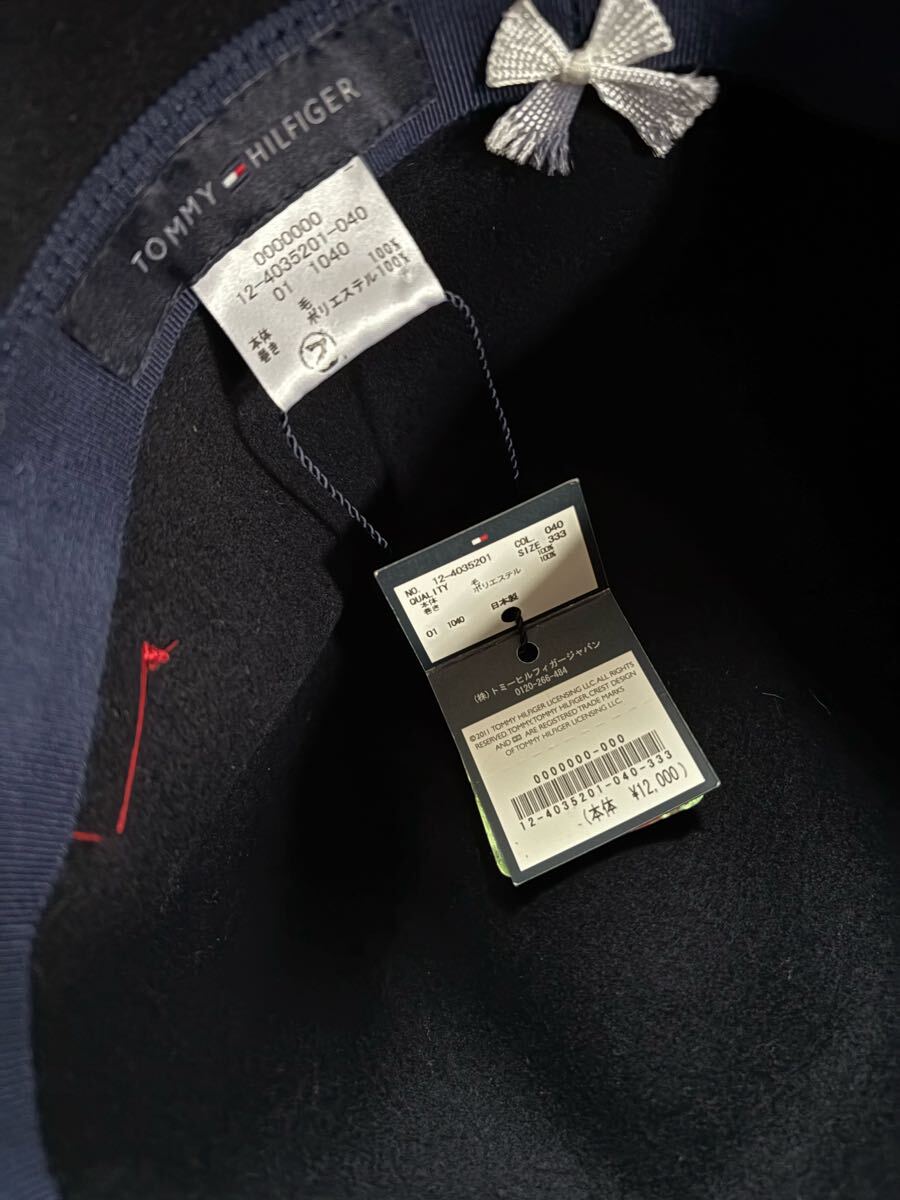 TOMMY HILFIGER
0000000
12-4035201-040
01 1040
本体 毛 100%
巻き ポリエステル100%
ア
NO. 12-4035201 COL. 040
QUALITY SIZE 333
本体 毛 100%
巻き ポリエステル 100%
01 1040 日本製
(株)トミーヒルフィガージャパン
0120-266-484
©2011 TOMMY HILFIGER LICENSING LLC. ALL RIGHTS
RESERVED. TOMMY, TOMMY HILFIGER, CREST DESIGN
AND ARE REGISTERED TRADE MARKS
OF TOMMY HILFIGER LICENSING LLC.
0000000-000
12-4035201-040-333
(本体 ¥12,000)